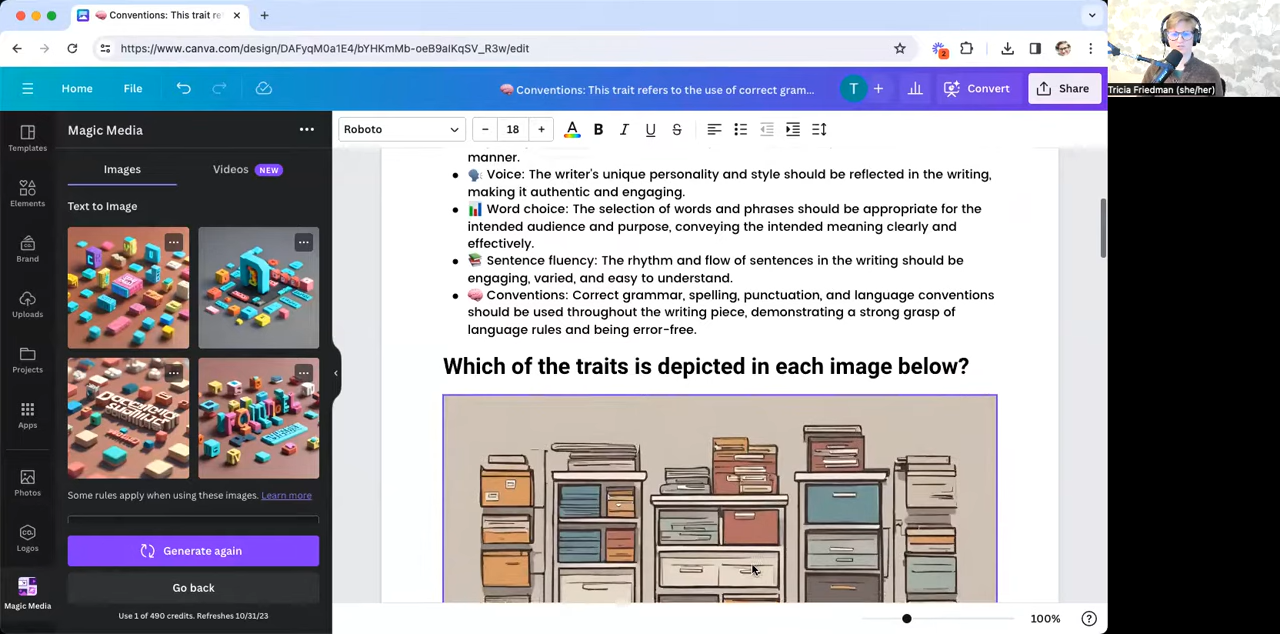 Conventions: This trait re
https://www.canva.com/design/DAFyqM0a1E4/bYHKmMb-oeB9aIKqSV_R3w/edit
2
Tricia Friedman (she/her)
Home
File
Conventions: This trait refers to the use of correct gram...
T
+
Convert
Share
Templates
Elements
Brand
Uploads
Projects
Apps
Photos
Logos
Magic Media
Magic Media
Images
Videos NEW
Text to Image
Some rules apply when using these images. Learn more
Generate again
Go back
Use 1 of 490 credits. Refreshes 10/31/23
Roboto
– 18 +
A B I U S
manner.
• 🗣 Voice: The writer's unique personality and style should be reflected in the writing,
making it authentic and engaging.
• 📊 Word choice: The selection of words and phrases should be appropriate for the
intended audience and purpose, conveying the intended meaning clearly and
effectively.
• 📚 Sentence fluency: The rhythm and flow of sentences in the writing should be
engaging, varied, and easy to understand.
• 🧠 Conventions: Correct grammar, spelling, punctuation, and language conventions
should be used throughout the writing piece, demonstrating a strong grasp of
language rules and being error-free.
Which of the traits is depicted in each image below?
100%
?